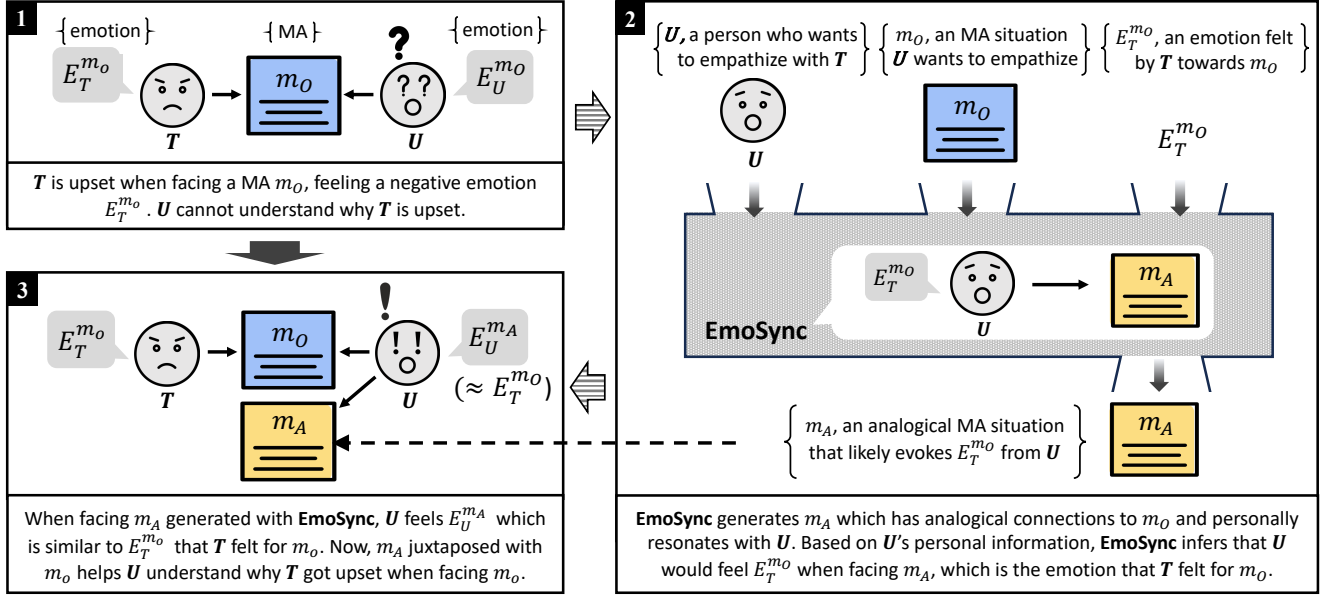 1
{emotion}
{MA}
{emotion}
?
E_T^{m_o}
m_O
? ?
E_U^{m_O}
T
U
T is upset when facing a MA m_O, feeling a negative emotion
E_T^{m_o} . U cannot understand why T is upset.
2
U, a person who wants
to empathize with T
m_O, an MA situation
U wants to empathize
E_T^{m_O}, an emotion felt
by T towards m_O
U
m_O
E_T^{m_O}
E_T^{m_O}
U
m_A
EmoSync
m_A, an analogical MA situation
that likely evokes E_T^{m_O} from U
m_A
EmoSync generates m_A which has analogical connections to m_O and personally
resonates with U. Based on U's personal information, EmoSync infers that U
would feel E_T^{m_O} when facing m_A, which is the emotion that T felt for m_O.
3
!
E_T^{m_o}
m_O
! !
E_U^{m_A}
(≈ E_T^{m_O})
T
U
m_A
When facing m_A generated with EmoSync, U feels E_U^{m_A} which
is similar to E_T^{m_o} that T felt for m_o. Now, m_A juxtaposed with
m_o helps U understand why T got upset when facing m_o.